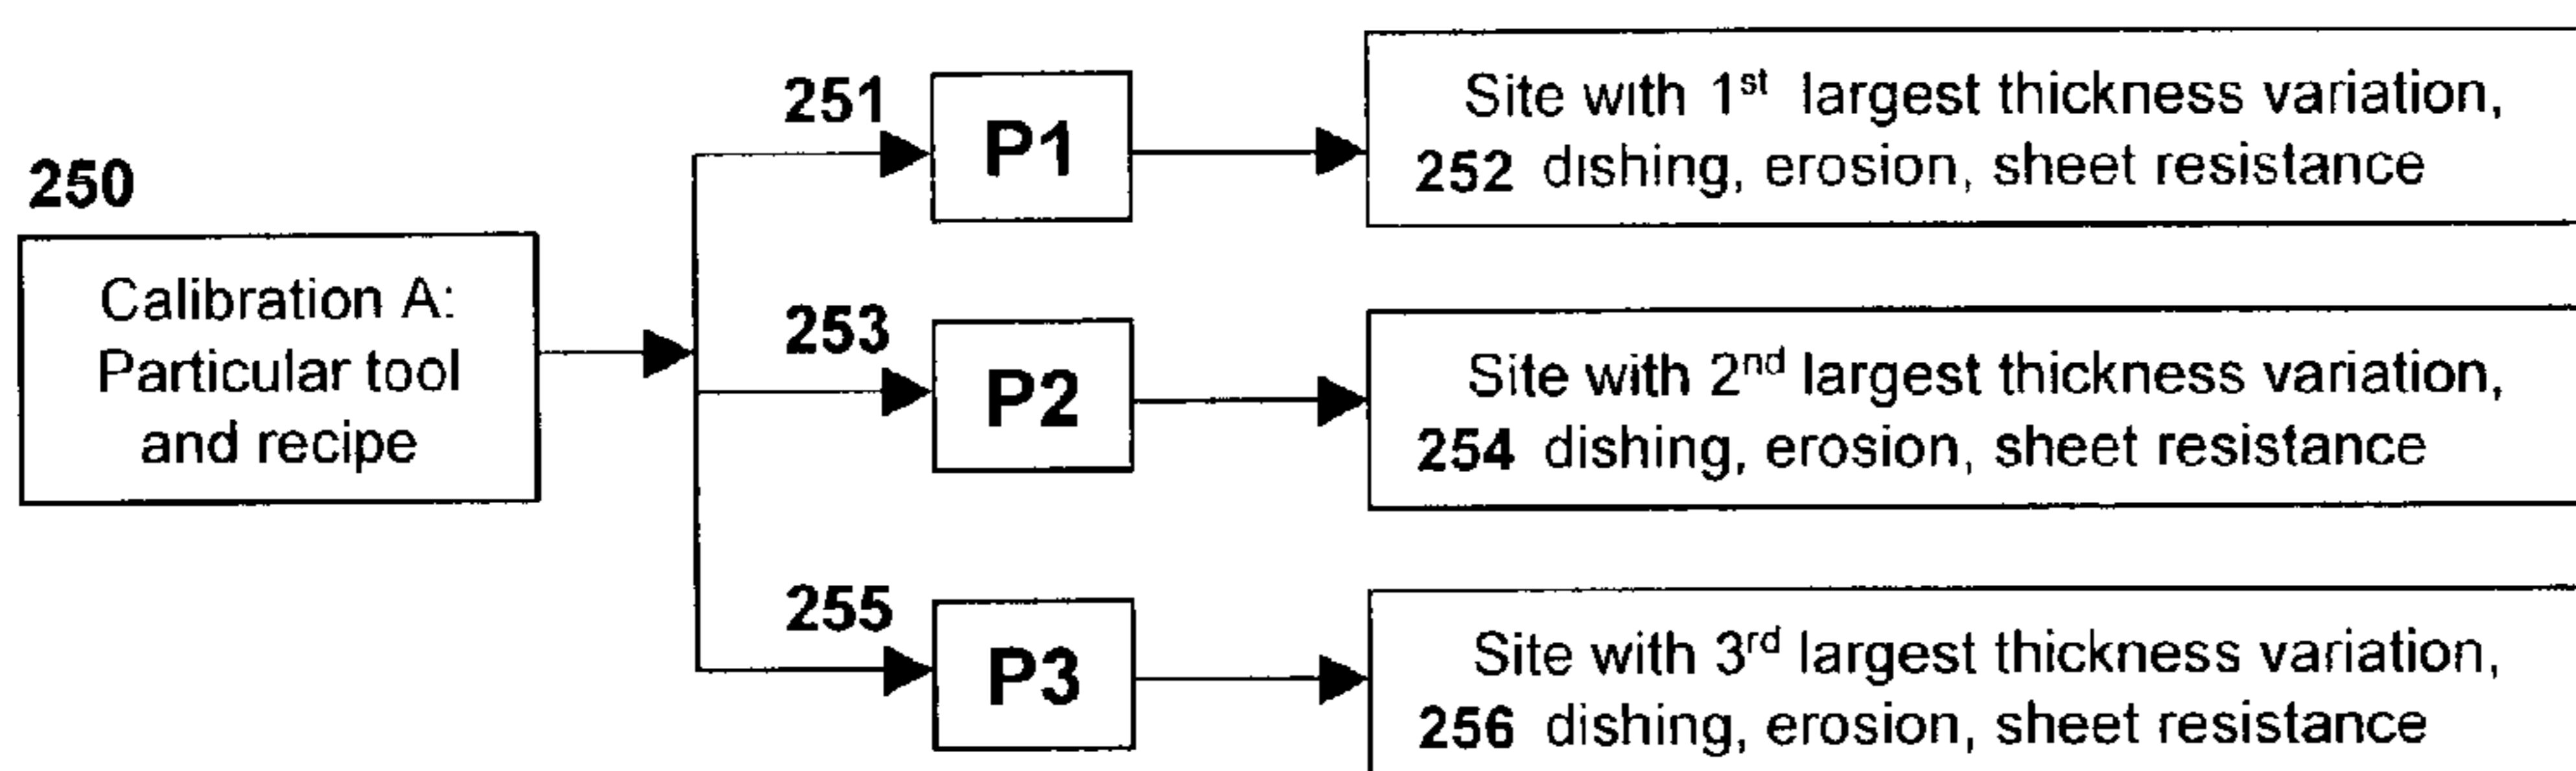 250
Calibration A:
Particular tool
and recipe
251
P1
Site with 1st largest thickness variation,
252 dishing, erosion, sheet resistance
253
P2
Site with 2nd largest thickness variation,
254 dishing, erosion, sheet resistance
255
P3
Site with 3rd largest thickness variation,
256 dishing, erosion, sheet resistance